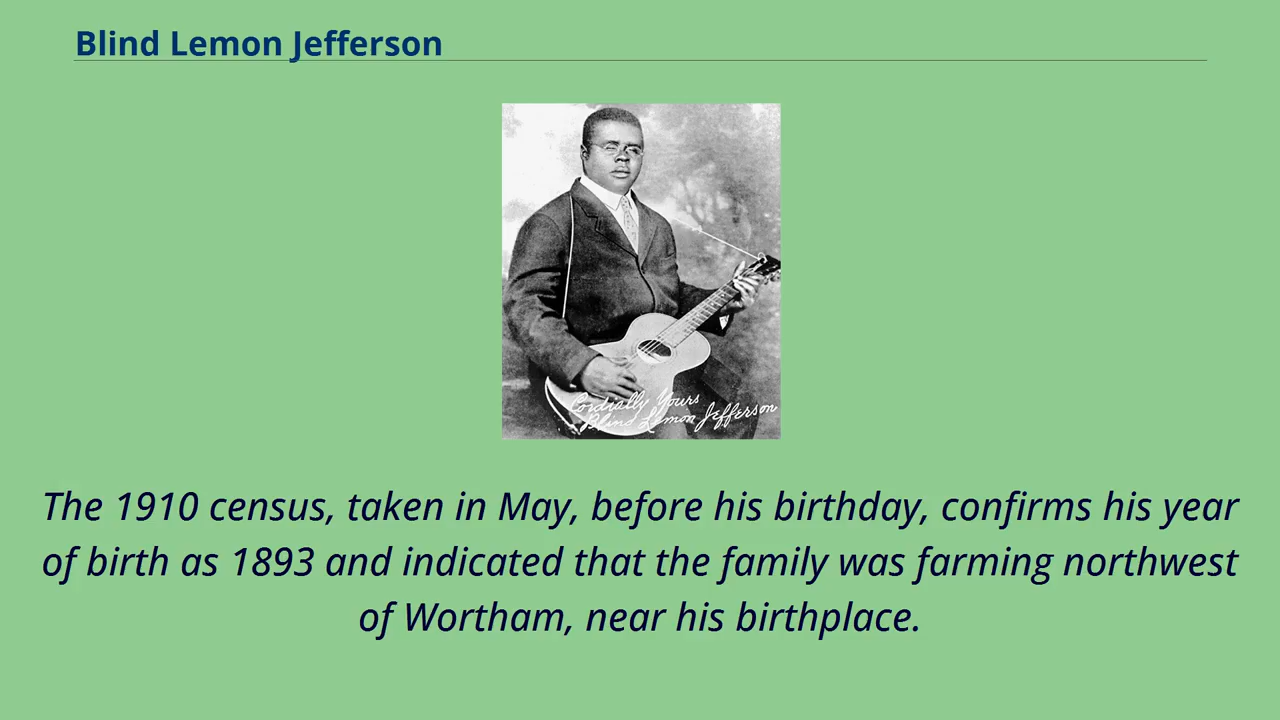 Blind Lemon Jefferson
Cordially Yours
Blind Lemon Jefferson
The 1910 census, taken in May, before his birthday, confirms his year
of birth as 1893 and indicated that the family was farming northwest
of Wortham, near his birthplace.